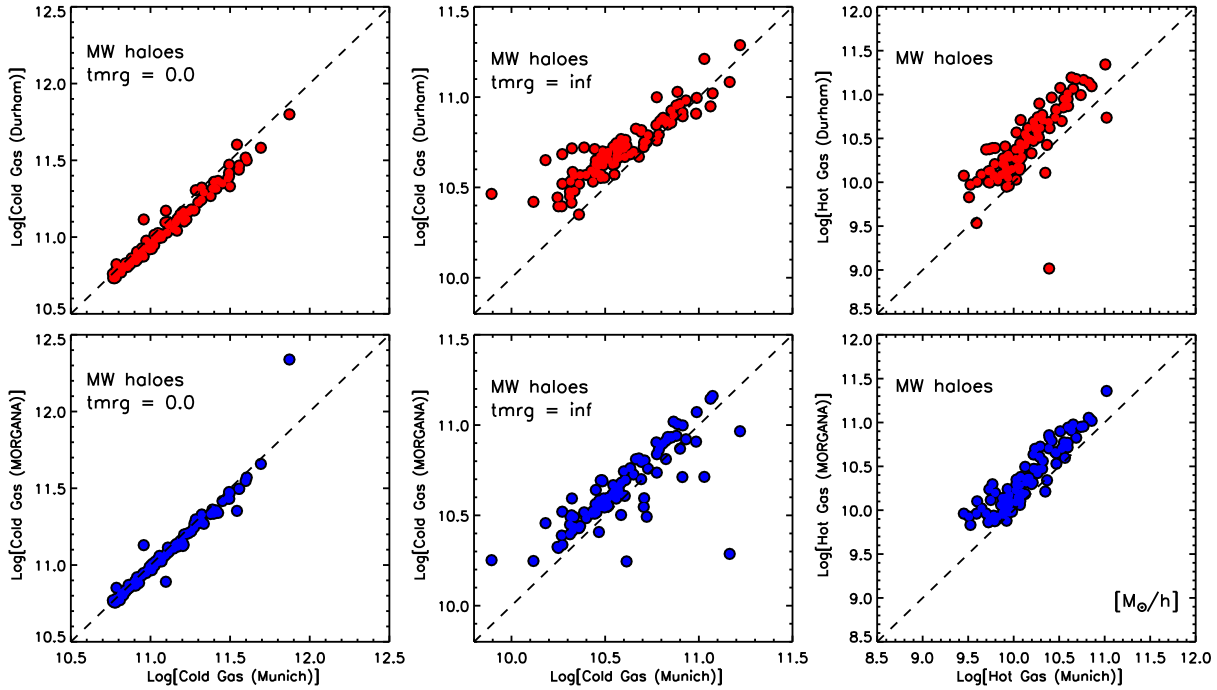 12.5
12.0
11.5
11.0
10.5
Log[Cold Gas (Durham)]
MW haloes
tmrg = 0.0
11.5
11.0
10.5
10.0
Log[Cold Gas (Durham)]
MW haloes
tmrg = inf
12.0
11.5
11.0
10.5
10.0
9.5
9.0
8.5
Log[Hot Gas (Durham)]
MW haloes
12.5
12.0
11.5
11.0
10.5
Log[Cold Gas (MORGANA)]
MW haloes
tmrg = 0.0
10.5 11.0 11.5 12.0 12.5
Log[Cold Gas (Munich)]
11.5
11.0
10.5
10.0
Log[Cold Gas (MORGANA)]
MW haloes
tmrg = inf
10.0 10.5 11.0 11.5
Log[Cold Gas (Munich)]
12.0
11.5
11.0
10.5
10.0
9.5
9.0
8.5
Log[Hot Gas (MORGANA)]
MW haloes
[M⊙/h]
8.5 9.0 9.5 10.0 10.5 11.0 11.5 12.0
Log[Hot Gas (Munich)]